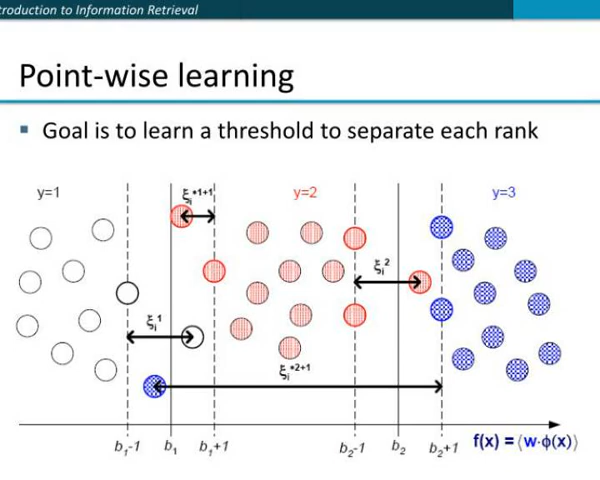 troduction to Information Retrieval
Point-wise learning
▪ Goal is to learn a threshold to separate each rank
y=1 ξᵢ*1+1 y=2 y=3
ξᵢ2
ξᵢ1
ξᵢ*2+1
b₁-1 b₁ b₁+1 b₂-1 b₂ b₂+1 f(x) = ⟨w·ϕ(x)⟩